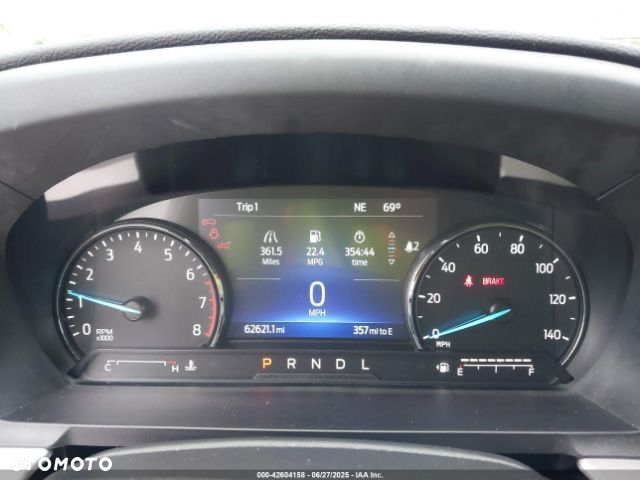 Trip 1 NE 69°
361.5 22.4 354:44
Miles MPG time
2
0
MPH
62621.1 mi 357 mi to E
0 1 2 3 4 5 6 7 8
RPM
x1000
0 20 40 60 80 100 120 140
MPH
BRAKE
C H
P R N D L
E F
OTOMOTO
000-42604158 - 06/27/2025 - IAA Inc.